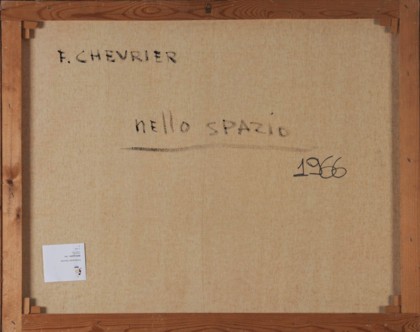 F. CHEVRIER
nello SPAZIO
1966